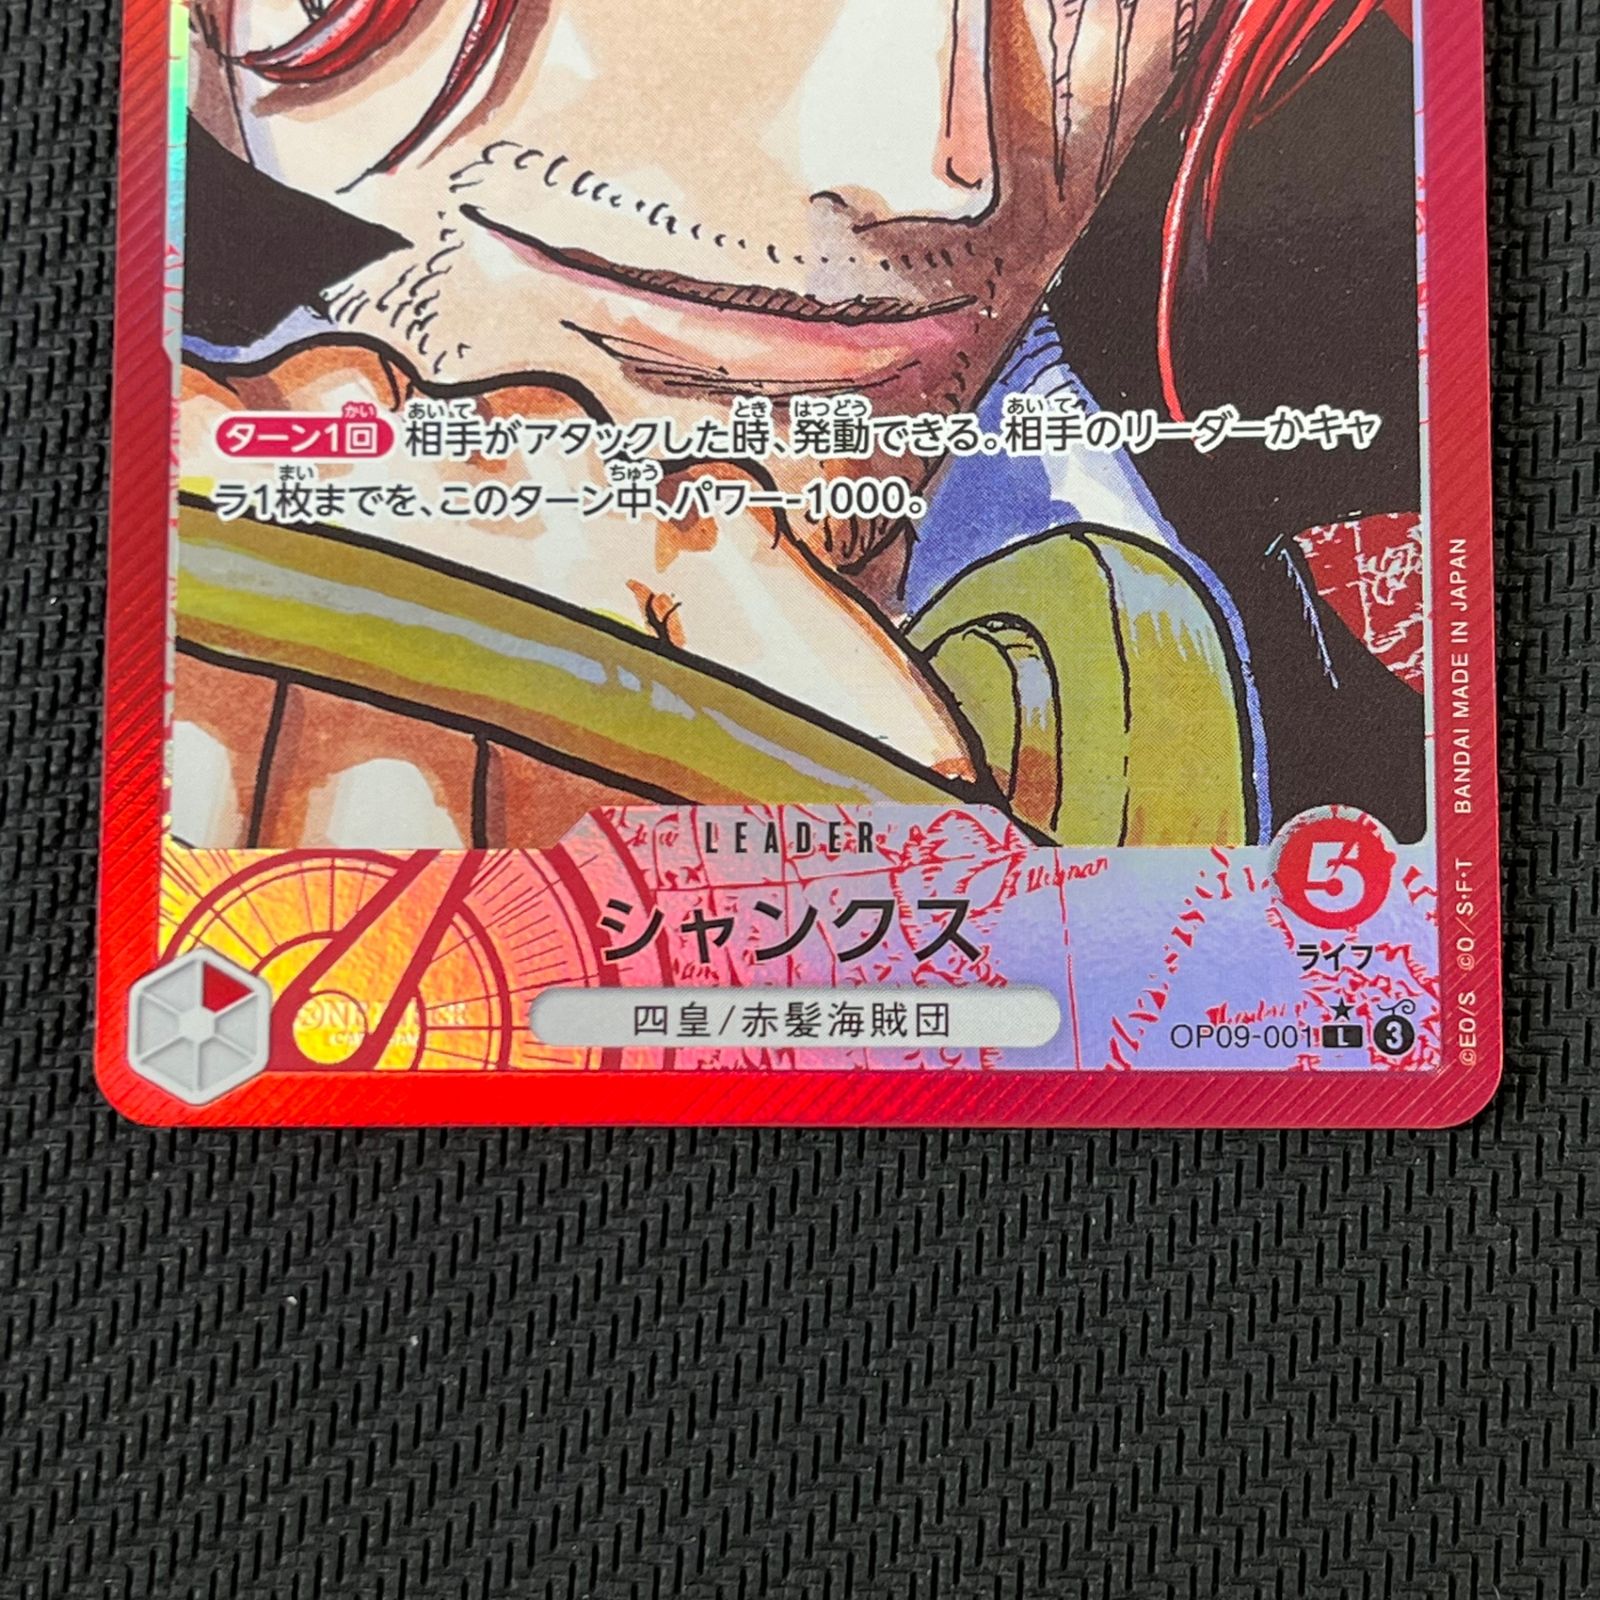 ターン1回 相手がアタックした時、発動できる。相手のリーダーかキャ
ラ1枚までを、このターン中、パワー-1000。
LEADER
シャンクス
四皇/赤髪海賊団
5
ライフ
OP09-001 L 3
©EO/S ©O/S・F・T BANDAI MADE IN JAPAN